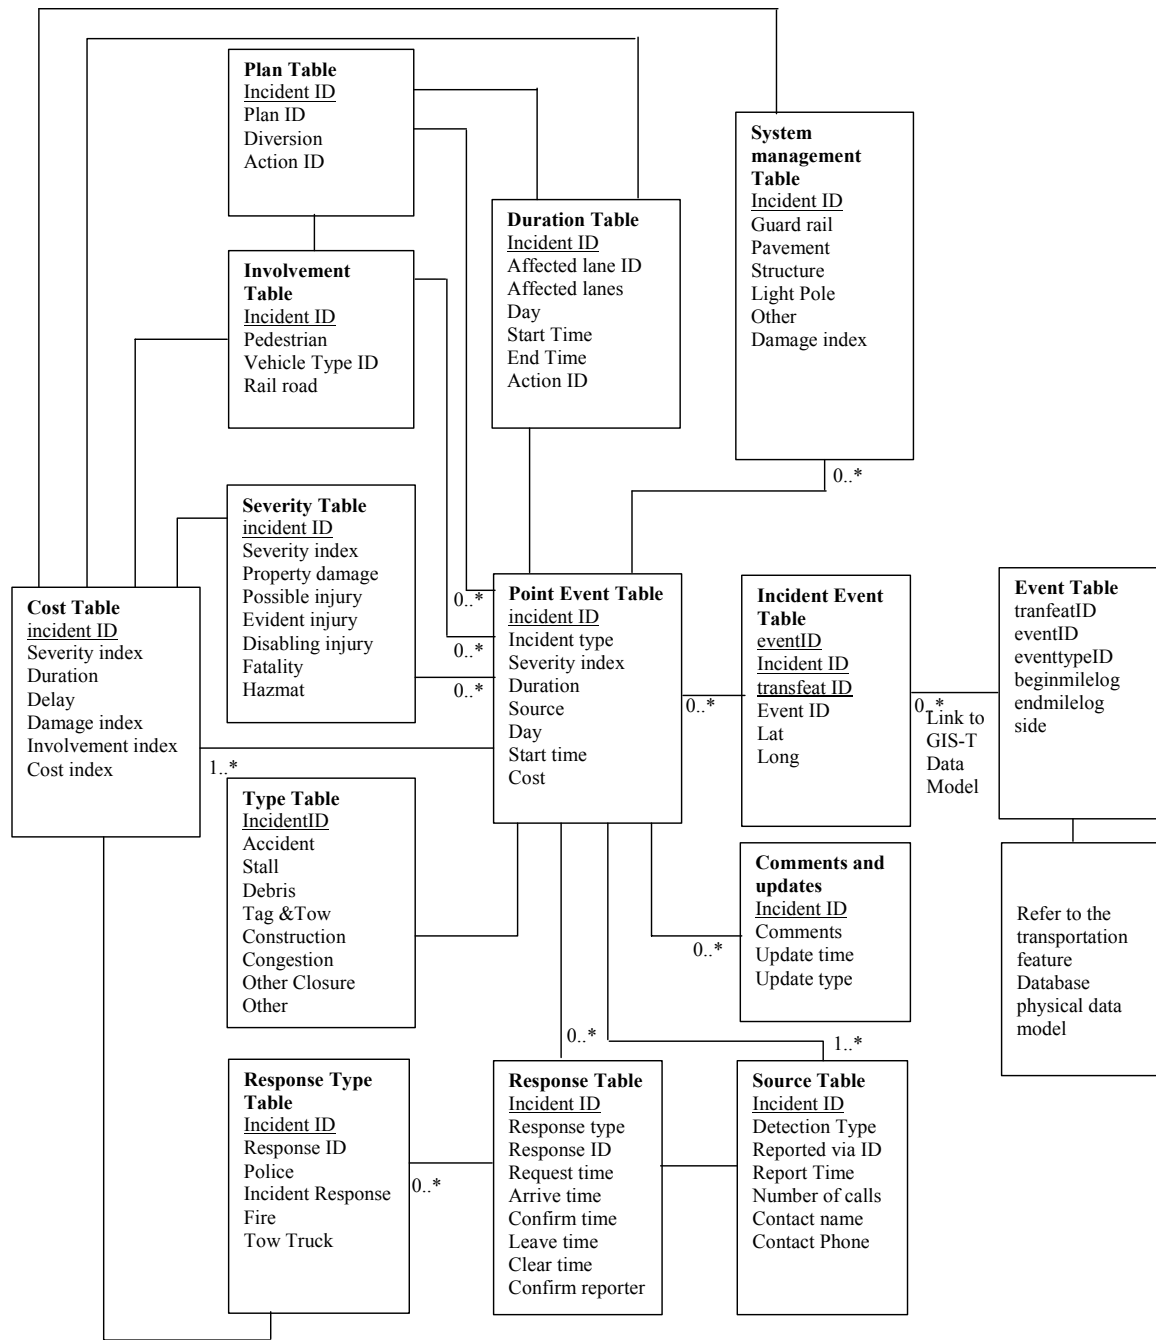 Plan Table
Incident ID
Plan ID
Diversion
Action ID
System
management
Table
Incident ID
Guard rail
Pavement
Structure
Light Pole
Other
Damage index
0..*
Duration Table
Incident ID
Affected lane ID
Affected lanes
Day
Start Time
End Time
Action ID
Involvement
Table
Incident ID
Pedestrian
Vehicle Type ID
Rail road
Severity Table
incident ID
Severity index
Property damage
Possible injury
Evident injury
Disabling injury
Fatality
Hazmat
0..*
0..*
0..*
Cost Table
incident ID
Severity index
Duration
Delay
Damage index
Involvement index
Cost index
1..*
Point Event Table
incident ID
Incident type
Severity index
Duration
Source
Day
Start time
Cost
0..*
Incident Event
Table
eventID
Incident ID
transfeat ID
Event ID
Lat
Long
0..*
Link to
GIS-T
Data
Model
Event Table
tranfeatID
eventID
eventtypeID
beginmilelog
endmilelog
side
Type Table
IncidentID
Accident
Stall
Debris
Tag &Tow
Construction
Congestion
Other Closure
Other
Comments and
updates
Incident ID
Comments
Update time
Update type
0..*
Refer to the
transportation
feature
Database
physical data
model
0..*
1..*
Response Type
Table
Incident ID
Response ID
Police
Incident Response
Fire
Tow Truck
0..*
Response Table
Incident ID
Response type
Response ID
Request time
Arrive time
Confirm time
Leave time
Clear time
Confirm reporter
Source Table
Incident ID
Detection Type
Reported via ID
Report Time
Number of calls
Contact name
Contact Phone